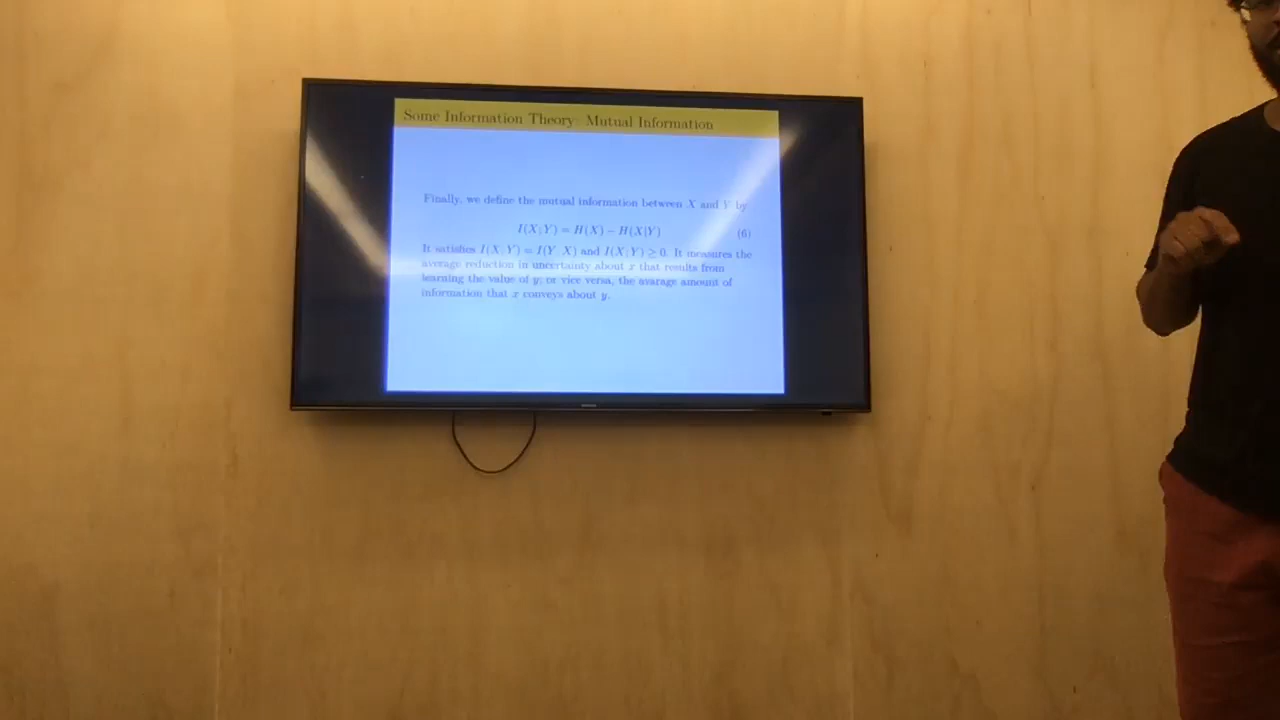 Some Information Theory: Mutual Information
Finally, we define the mutual information between X and Y by
I(X;Y) = H(X) − H(X|Y) (6)
It satisfies I(X;Y) = I(Y;X) and I(X;Y) ≥ 0. It measures the
average reduction in uncertainty about x that results from
learning the value of y; or vice versa, the avarage amount of
information that x conveys about y.